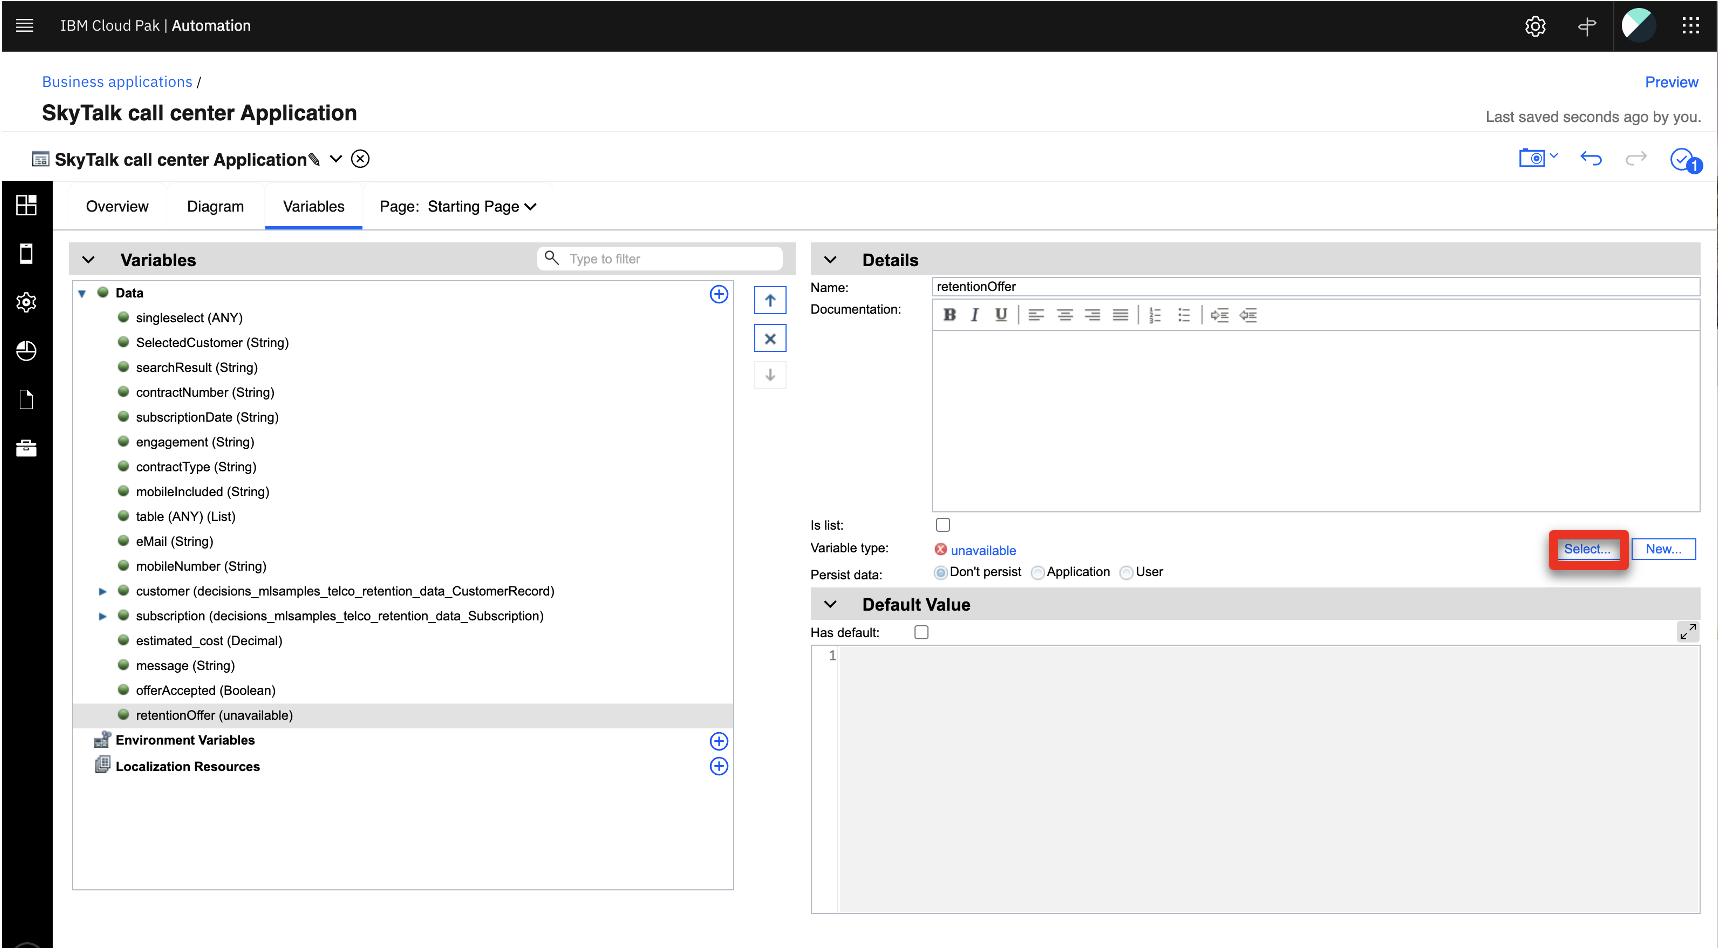 IBM Cloud Pak | Automation
Business applications /
Preview
SkyTalk call center Application
Last saved seconds ago by you.
SkyTalk call center Application
1
Overview
Diagram
Variables
Page: Starting Page
Variables
Type to filter
Data
singleselect (ANY)
SelectedCustomer (String)
searchResult (String)
contractNumber (String)
subscriptionDate (String)
engagement (String)
contractType (String)
mobileIncluded (String)
table (ANY) (List)
eMail (String)
mobileNumber (String)
customer (decisions_mlsamples_telco_retention_data_CustomerRecord)
subscription (decisions_mlsamples_telco_retention_data_Subscription)
estimated_cost (Decimal)
message (String)
offerAccepted (Boolean)
retentionOffer (unavailable)
Environment Variables
Localization Resources
Details
Name: retentionOffer
Documentation:
B I U
Is list:
Variable type: unavailable
Select... New...
Persist data: Don't persist Application User
Default Value
Has default:
1